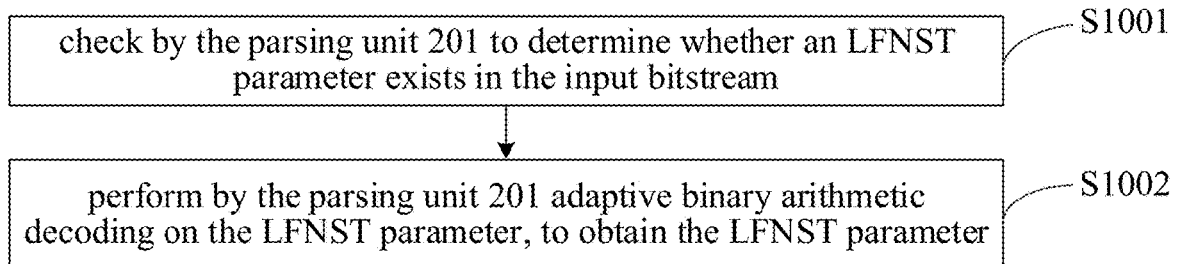 check by the parsing unit 201 to determine whether an LFNST
parameter exists in the input bitstream
S1001
perform by the parsing unit 201 adaptive binary arithmetic
decoding on the LFNST parameter, to obtain the LFNST parameter
S1002